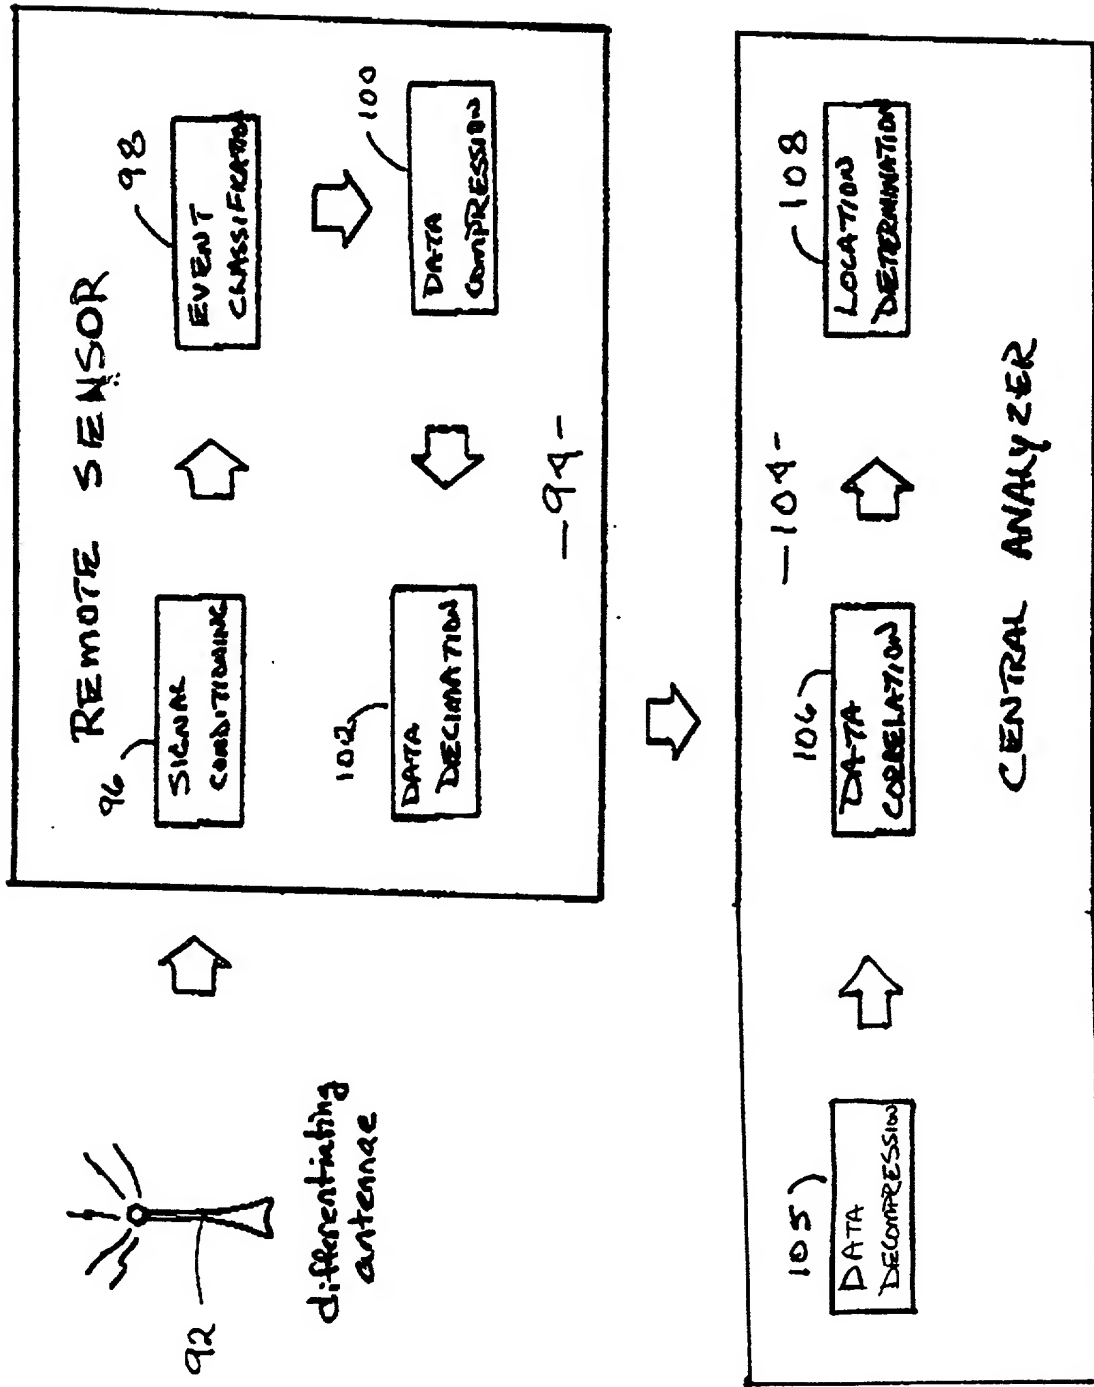 REMOTE SENSOR
96
SIGNAL
CONDITIONING
98
EVENT
CLASSIFICATION
100
DATA
COMPRESSION
102
DATA
DECIMATION
-94-
92
differentiating
antennae
-104-
105
DATA
DECOMPRESSION
106
DATA
CORRELATION
108
LOCATION
DETERMINATION
CENTRAL ANALYZER